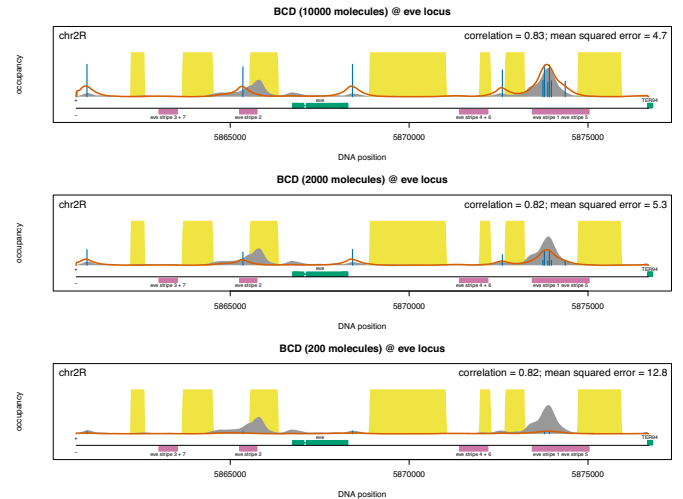 BCD (10000 molecules) @ eve locus
chr2R
correlation = 0.83; mean squared error = 4.7
occupancy
+
eve
TER94
−
eve stripe 3 + 7
eve stripe 2
eve stripe 4 + 6
eve stripe 1 eve stripe 5
5865000
5870000
5875000
DNA position
BCD (2000 molecules) @ eve locus
chr2R
correlation = 0.82; mean squared error = 5.3
occupancy
+
eve
TER94
−
eve stripe 3 + 7
eve stripe 2
eve stripe 4 + 6
eve stripe 1 eve stripe 5
5865000
5870000
5875000
DNA position
BCD (200 molecules) @ eve locus
chr2R
correlation = 0.82; mean squared error = 12.8
occupancy
+
eve
TER94
−
eve stripe 3 + 7
eve stripe 2
eve stripe 4 + 6
eve stripe 1 eve stripe 5
5865000
5870000
5875000
DNA position